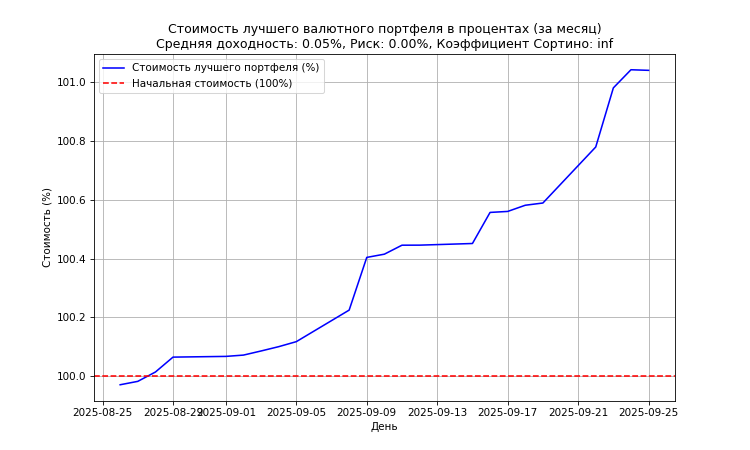 Стоимость лучшего валютного портфеля в процентах (за месяц)
Средняя доходность: 0.05%, Риск: 0.00%, Коэффициент Сортино: inf
Стоимость лучшего портфеля (%)
Начальная стоимость (100%)
Стоимость (%)
101.0
100.8
100.6
100.4
100.2
100.0
2025-08-25 2025-08-29 2025-09-01 2025-09-05 2025-09-09 2025-09-13 2025-09-17 2025-09-21 2025-09-25
День